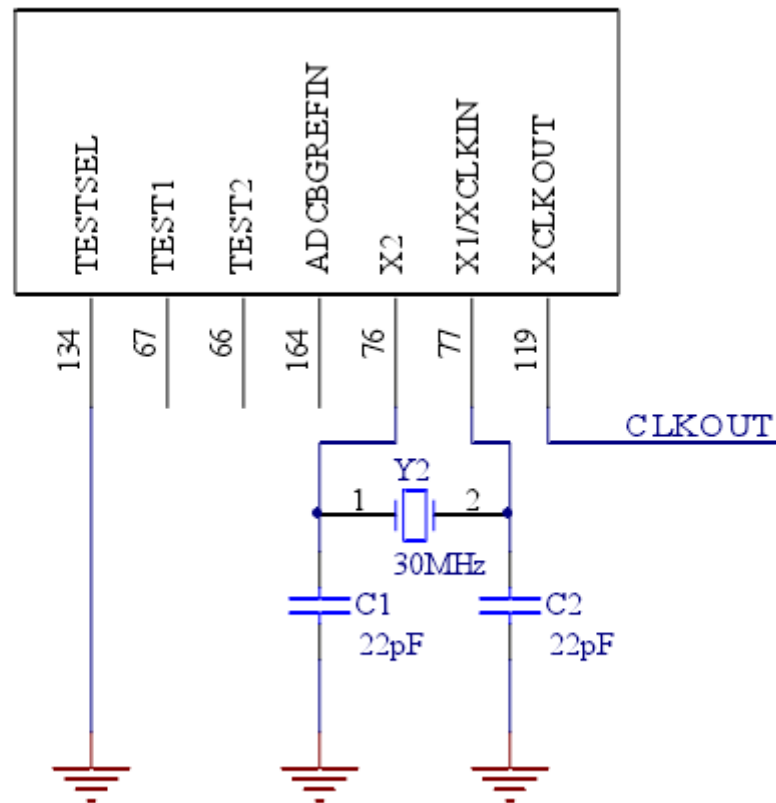 TESTSEL
TEST1
TEST2
ADCBGREFIN
X2
X1/XCLKIN
XCLKOUT
134
67
66
164
76
77
119
CLKOUT
Y2
1
2
30MHz
C1
C2
22pF
22pF